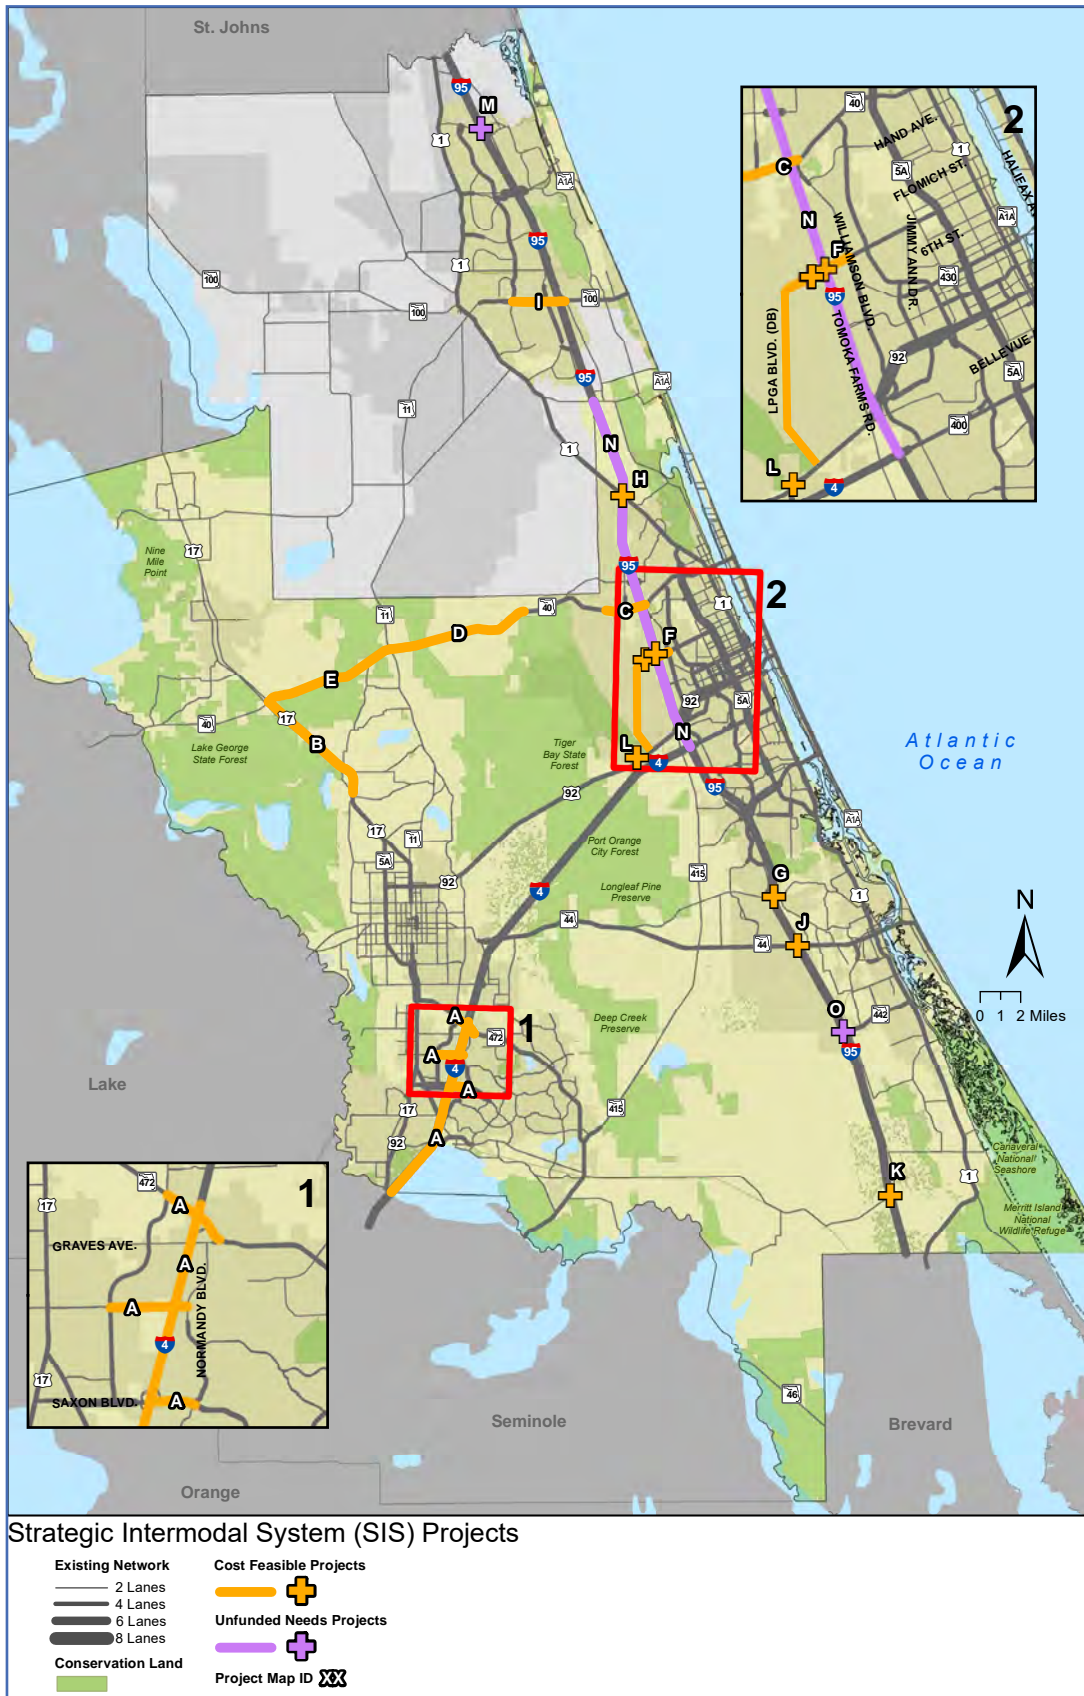 St. Johns
95
M
1
A1A
95
1
100
100
I
100
95
A1A
11
1
N
H
Nine
Mile
Point
17
95
2
11
40
C
1
D
F
E
17
40
B
92
5A
N
Lake George
State Forest
Tiger
Bay State
Forest
L
4
92
95
Atlantic
Ocean
17
11
5A
A1A
Port Orange
City Forest
92
415
G
Longleaf Pine
Preserve
4
1
44
J
44
N
0 1 2 Miles
A
1
472
Deep Creek
Preserve
O
442
A
4
95
Lake
A
17
415
A
92
Canaveral
National
Seashore
K
1
Merritt Island
National
Wildlife Refuge
46
Seminole
Brevard
Orange
2
40
HAND AVE.
1
C
5A
FLOMICH ST.
HALIFAX A
N
WILLIAMSON BLVD.
JIMMY ANN DR.
A1A
6TH ST.
F
430
95
LPGA BLVD. (DB)
TOMOKA FARMS RD.
92
BELLEVUE
5A
400
L
4
1
472
17
A
GRAVES AVE.
A
NORMANDY BLVD.
A
4
17
SAXON BLVD.
A
Strategic Intermodal System (SIS) Projects
Existing Network
2 Lanes
4 Lanes
6 Lanes
8 Lanes
Conservation Land
Cost Feasible Projects
Unfunded Needs Projects
Project Map ID XX